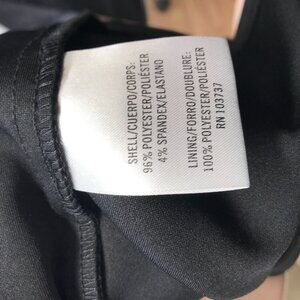 SHELL/CUERPO/CORPS:
96% POLYESTER/POLIÉSTER
4% SPANDEX/ELASTANO
LINING/FORRO/DOUBLURE:
100% POLYESTER/POLIÉSTER
RN 103737